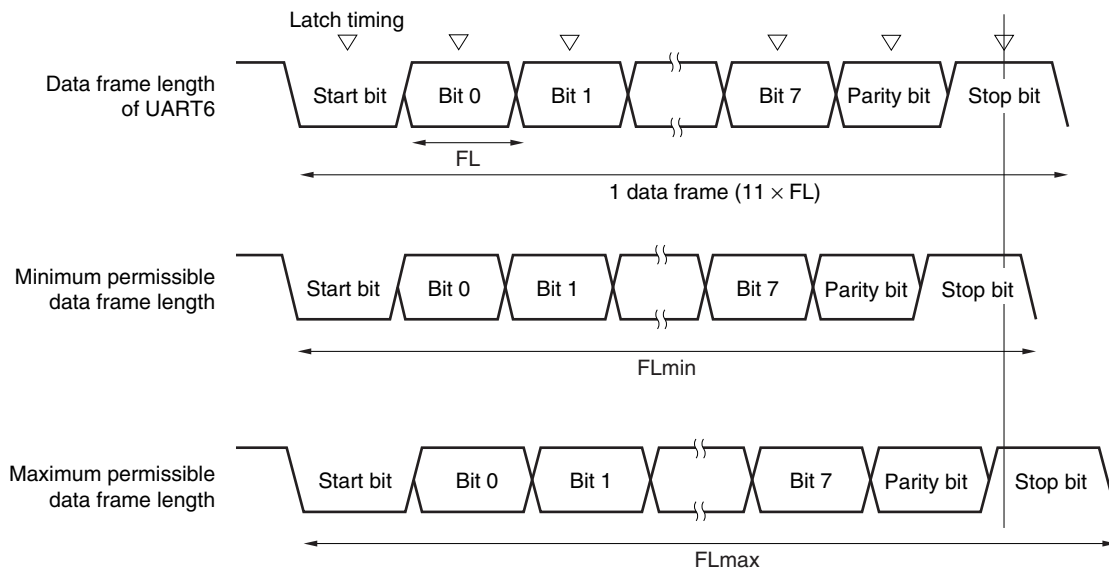 Latch timing
Data frame length
of UART6
Start bit
Bit 0
Bit 1
Bit 7
Parity bit
Stop bit
FL
1 data frame (11 × FL)
Minimum permissible
data frame length
Start bit
Bit 0
Bit 1
Bit 7
Parity bit
Stop bit
FLmin
Maximum permissible
data frame length
Start bit
Bit 0
Bit 1
Bit 7
Parity bit
Stop bit
FLmax